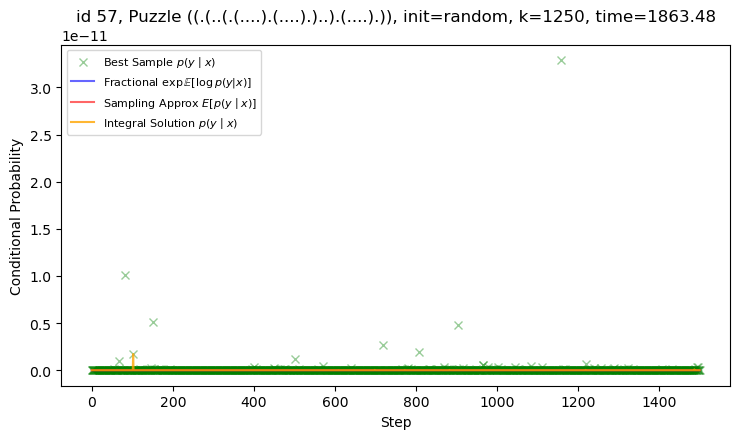 id 57, Puzzle ((.(..(.(....).(....).)..).(....).)), init=random, k=1250, time=1863.48
1e−11
Best Sample p(y | x)
Fractional exp𝔼[log p(y|x)]
Sampling Approx E[p(y | x)]
Integral Solution p(y | x)
3.0
2.5
2.0
1.5
1.0
0.5
0.0
Conditional Probability
0 200 400 600 800 1000 1200 1400
Step